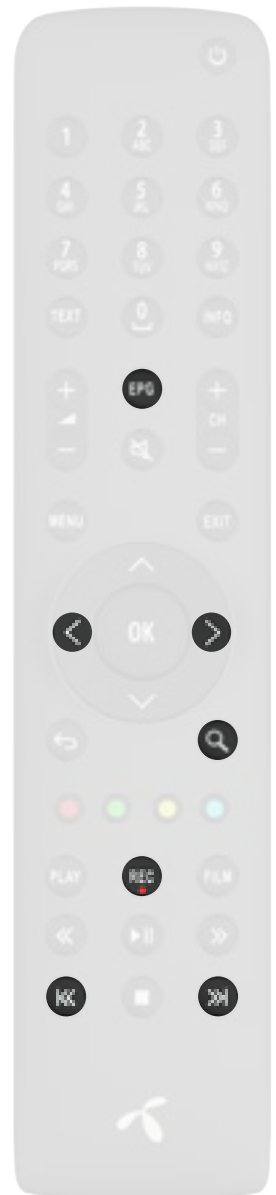 1 2 3
ABC DEF
4 5 6
GHI JKL MNO
7 8 9
PQRS TUV WXYZ
TEXT 0 INFO
EPG
+ +
CH
- -
MENU EXIT
OK
REC
PLAY FILM